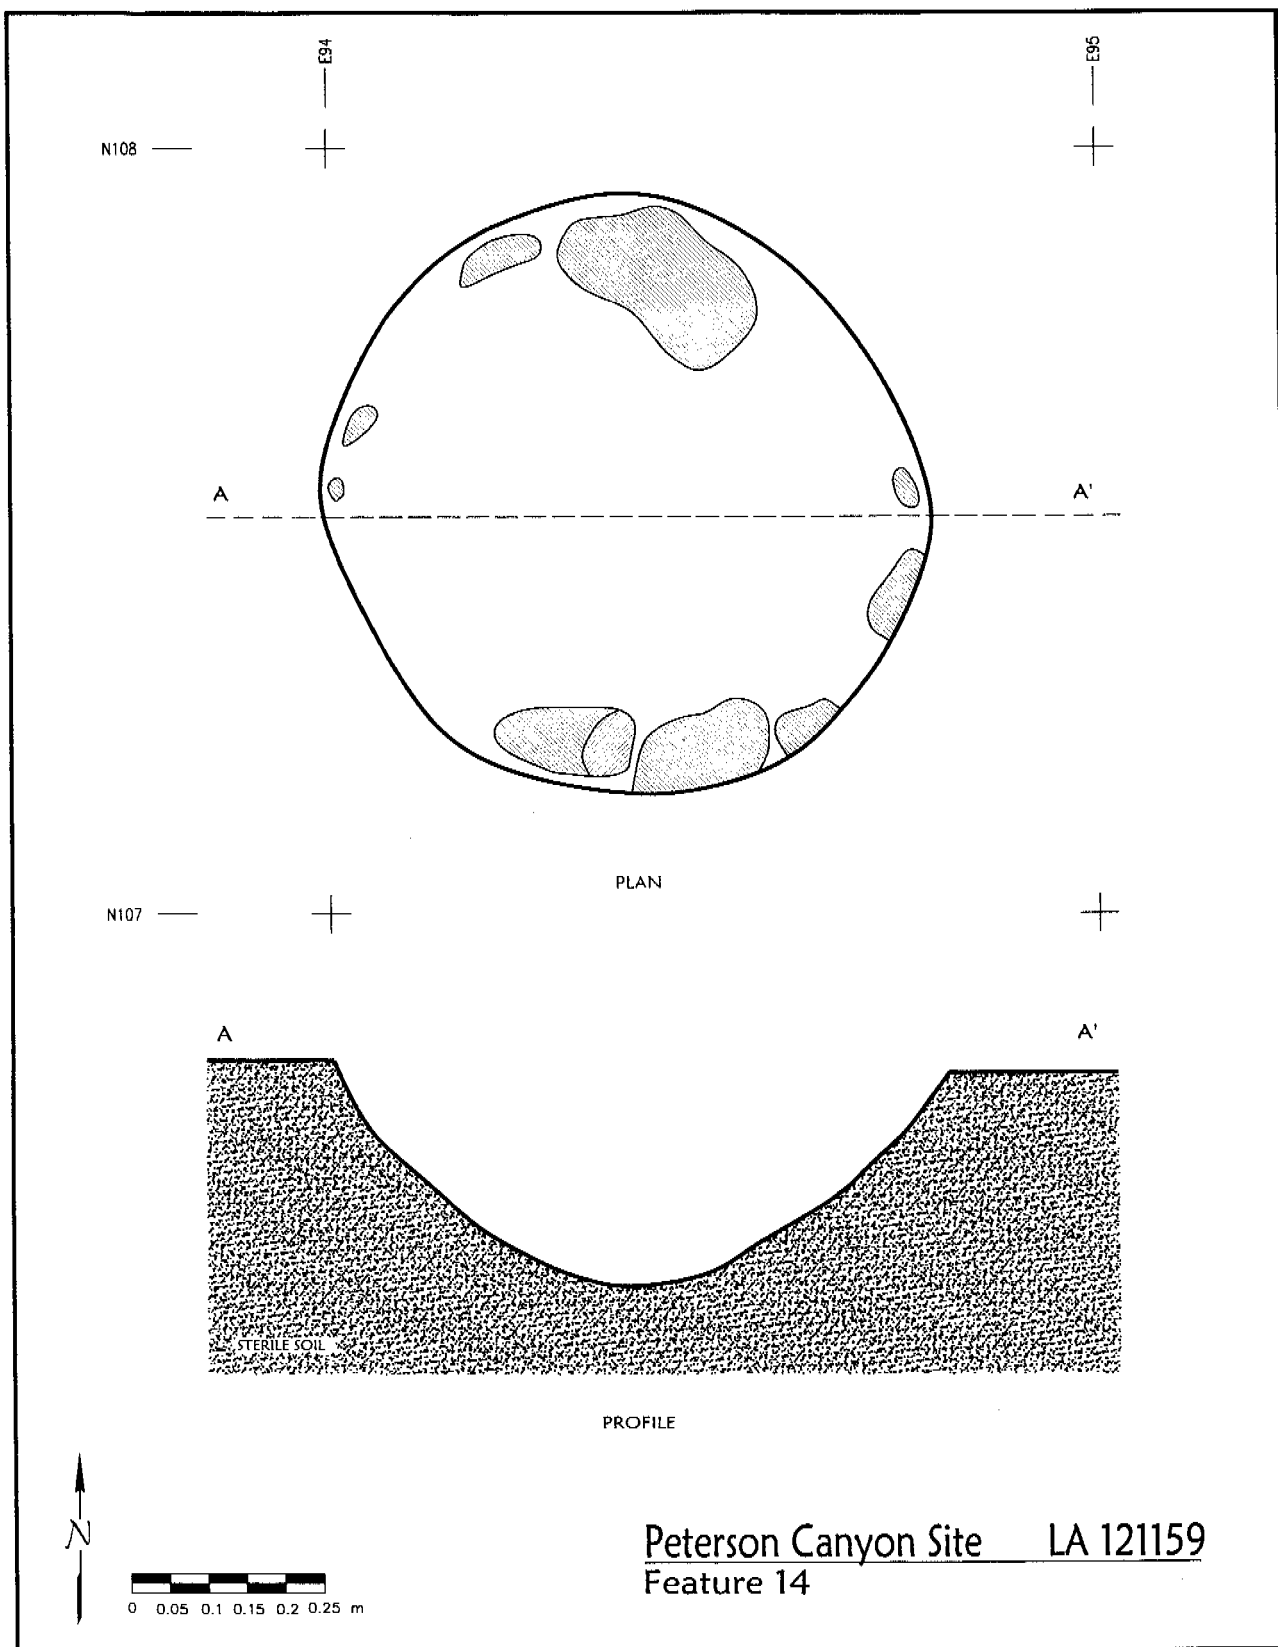 E94 E95
N108
A A'
PLAN
N107
A A'
STERILE SOIL
PROFILE
N
0 0.05 0.1 0.15 0.2 0.25 m
Peterson Canyon Site LA 121159
Feature 14